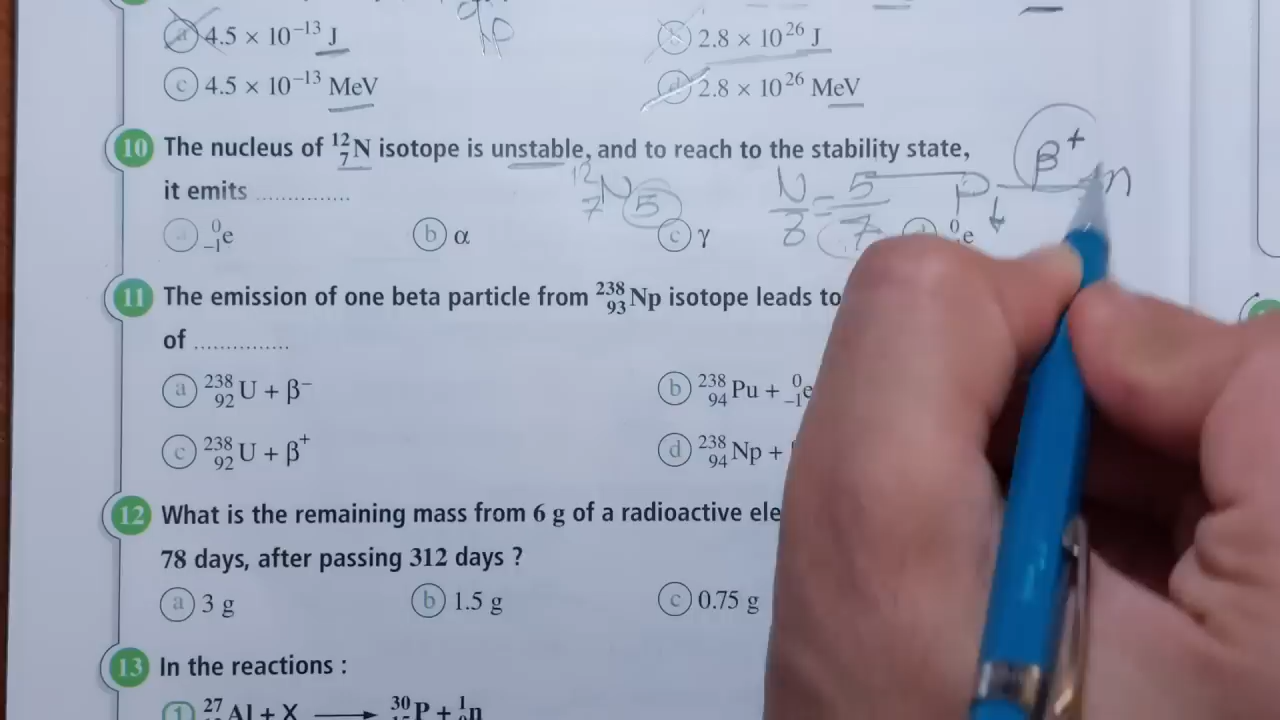 a 4.5 × 10⁻¹³ J
2.8 × 10²⁶ J
c 4.5 × 10⁻¹³ MeV
d 2.8 × 10²⁶ MeV
10 The nucleus of ¹²₇N isotope is unstable, and to reach to the stability state,
it emits ...............
¹²₇N 5
N/Z = 5/7 P β⁺ n
a ⁰₋₁e
b α
c γ
d ⁰e
11 The emission of one beta particle from ²³⁸₉₃Np isotope leads to
of ...............
a ²³⁸₉₂U + β⁻
b ²³⁸₉₄Pu + ⁰₋₁e
c ²³⁸₉₂U + β⁺
d ²³⁸₉₄Np +
12 What is the remaining mass from 6 g of a radioactive ele
78 days, after passing 312 days ?
a 3 g
b 1.5 g
c 0.75 g
13 In the reactions :
1 ²⁷Al + X ⟶ ³⁰P + ¹₀n